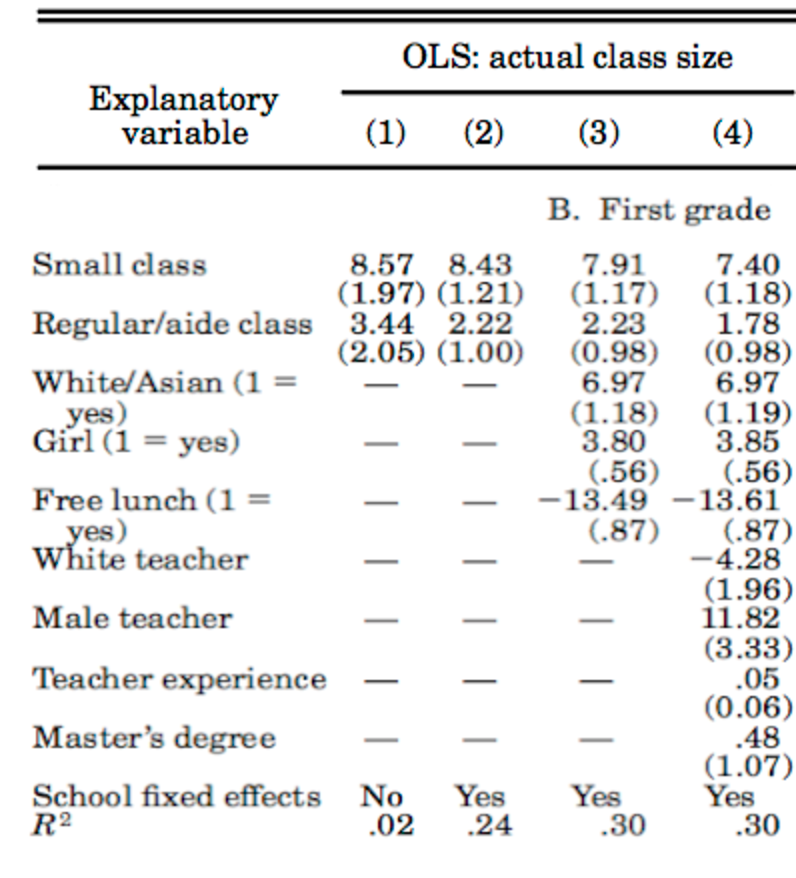 OLS: actual class size
Explanatory
variable (1) (2) (3) (4)
B. First grade
Small class 8.57 8.43 7.91 7.40
(1.97) (1.21) (1.17) (1.18)
Regular/aide class 3.44 2.22 2.23 1.78
(2.05) (1.00) (0.98) (0.98)
White/Asian (1 = — — 6.97 6.97
yes) (1.18) (1.19)
Girl (1 = yes) — — 3.80 3.85
(.56) (.56)
Free lunch (1 = — — −13.49 −13.61
yes) (.87) (.87)
White teacher — — — −4.28
(1.96)
Male teacher — — — 11.82
(3.33)
Teacher experience — — — .05
(0.06)
Master's degree — — — .48
(1.07)
School fixed effects No Yes Yes Yes
R² .02 .24 .30 .30